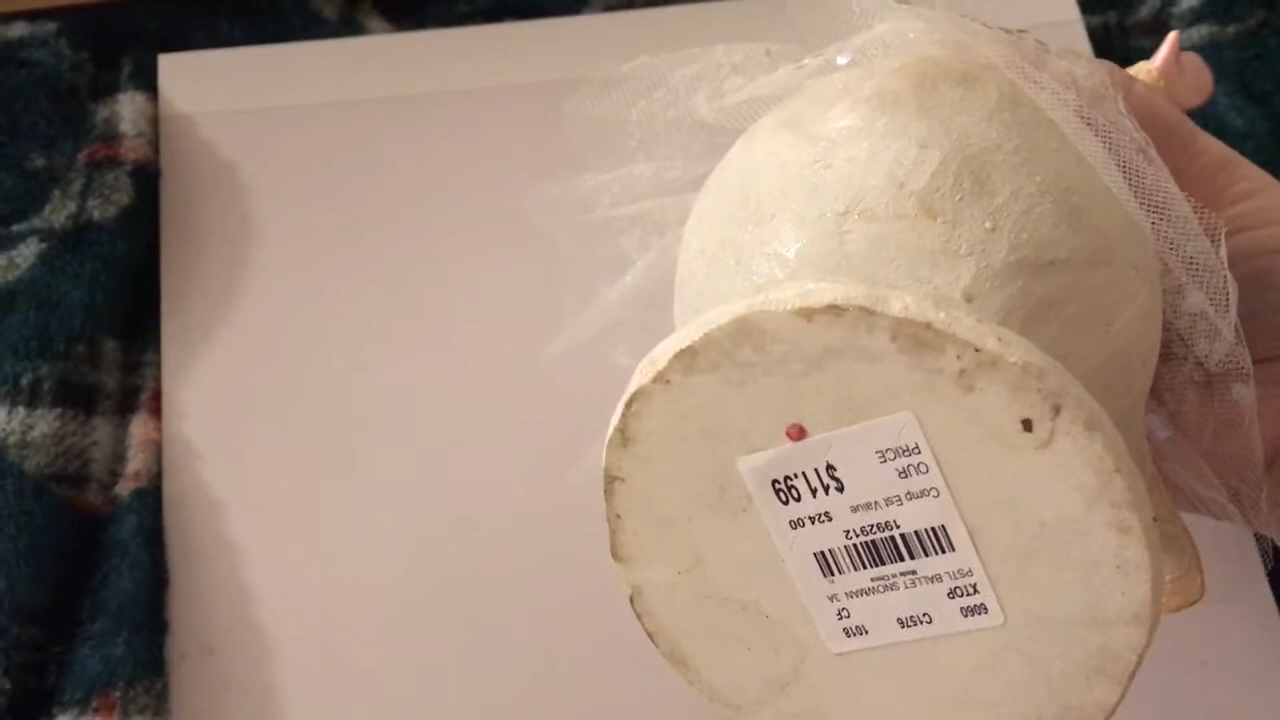 6060 C1576 1018
XTOP CF
PSTL BALLET SNOWMAN 3A
Made in China
1992912
Comp Est Value $24.00
OUR
PRICE $11.99